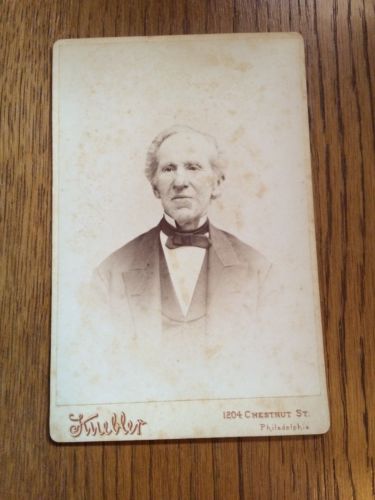 Kuebler
1204 CHESTNUT ST.
Philadelphia